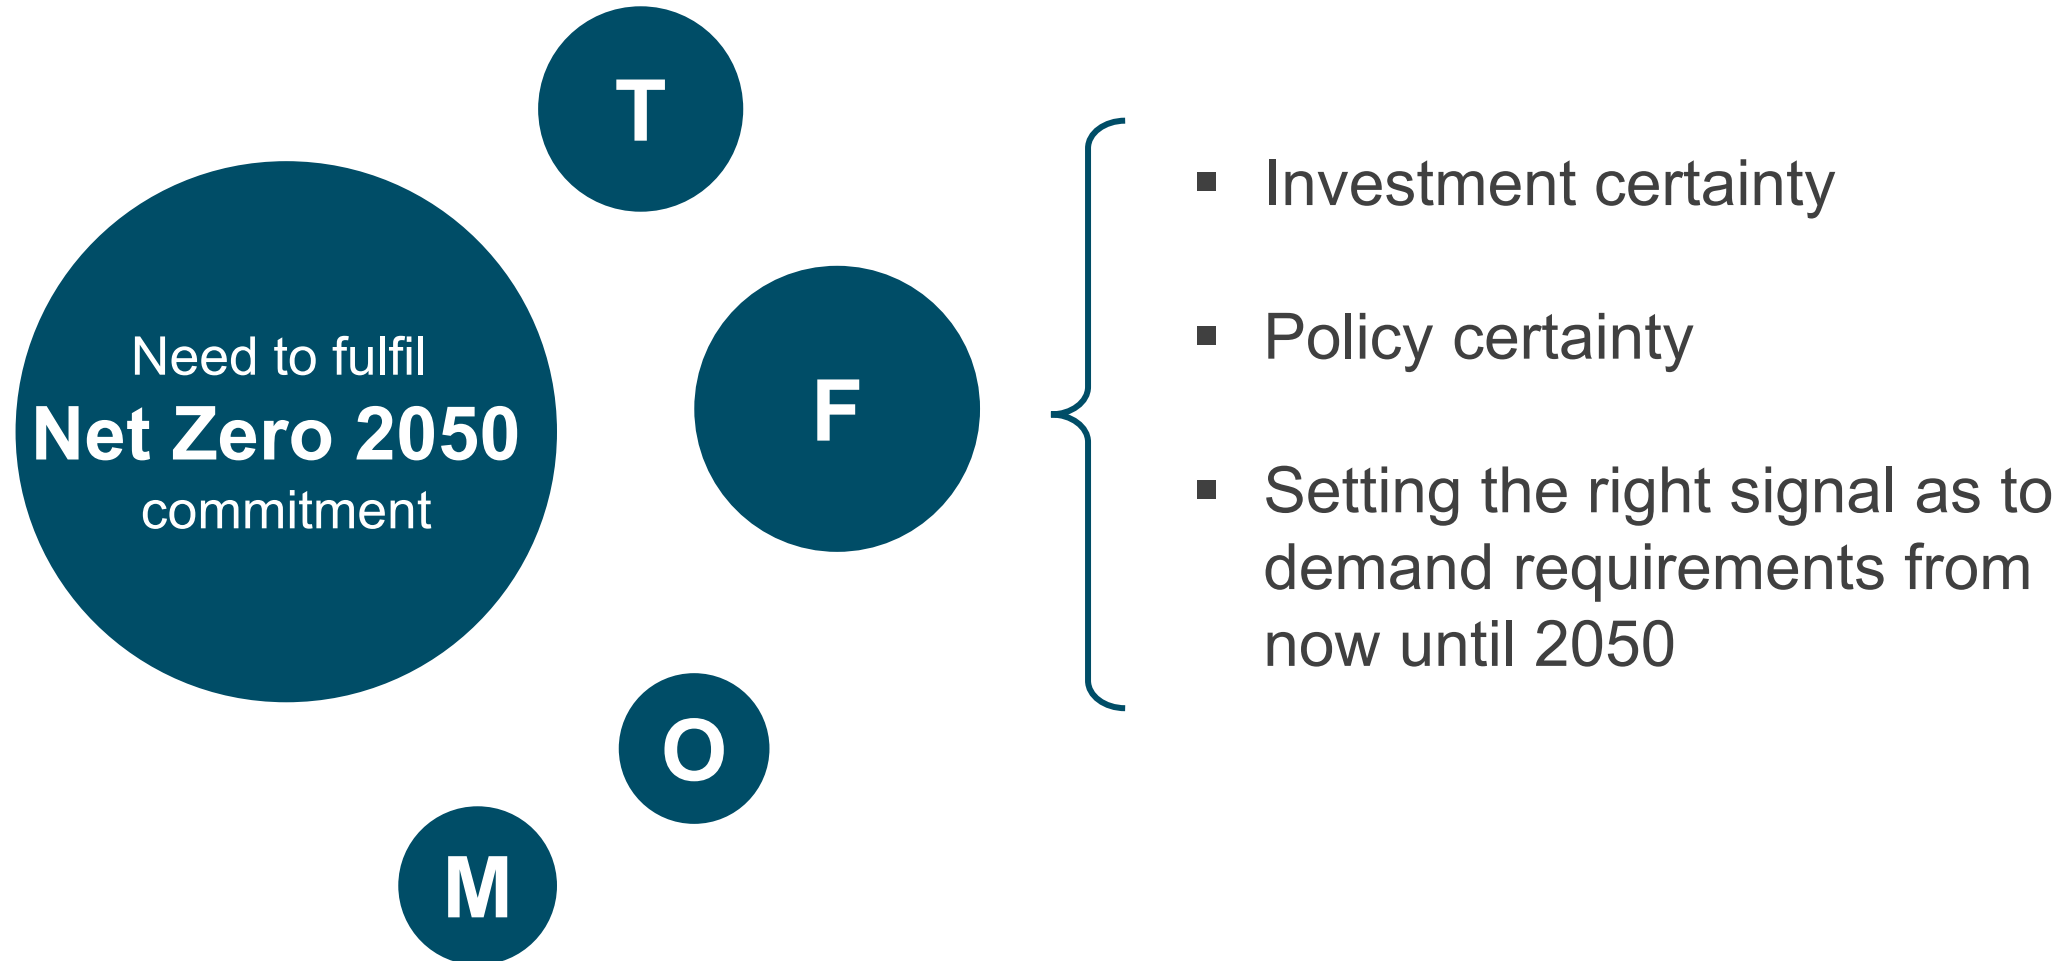 Need to fulfil
Net Zero 2050
commitment
T
F
O
M
▪ Investment certainty
▪ Policy certainty
▪ Setting the right signal as to
demand requirements from
now until 2050